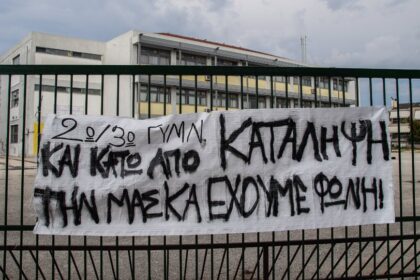 2ο/3ο ΓΥΜΝ. ΚΑΤΑΛΗΨΗ
ΚΑΙ ΚΑΤΩ ΑΠΟ
ΤΗΝ ΜΑΣΚΑ ΕΧΟΥΜΕ ΦΩΝΗ!